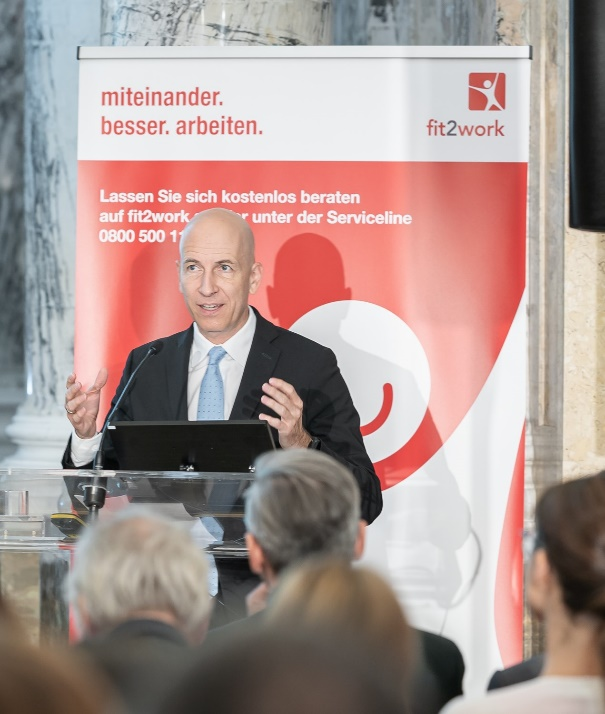 miteinander.
besser. arbeiten.
fit2work
Lassen Sie sich kostenlos beraten
auf fit2work unter der Serviceline
0800 500